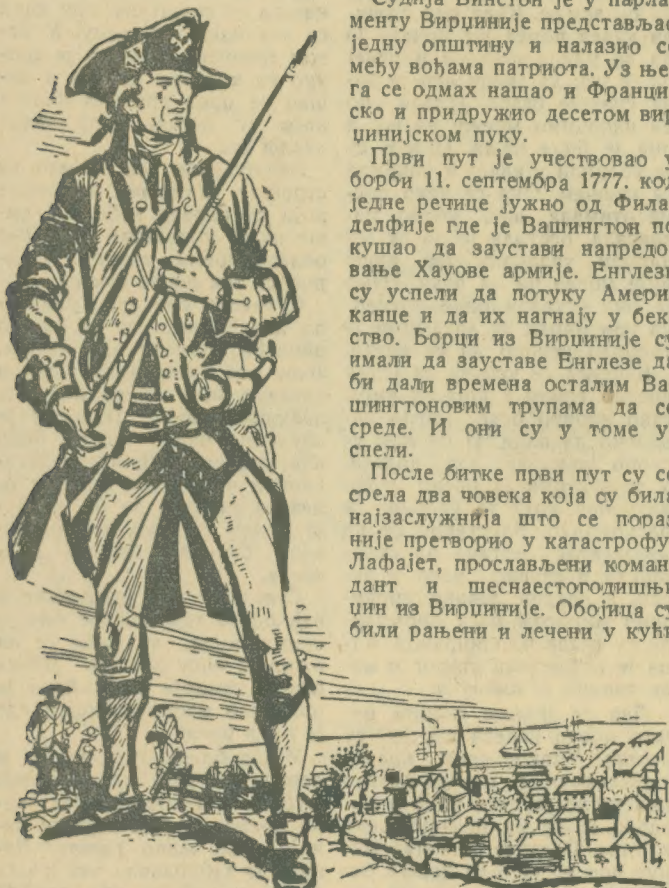 Судија Винстон је у парла-
менту Вирџиније представљао
једну општину и налазио се
међу вођама патриота. Уз ње-
га се одмах нашао и Франци-
ско и придружио десетом вир-
џинијском пуку.
Први пут је учествовао у
борби 11. септембра 1777. код
једне речице јужно од Фила-
делфије где је Вашингтон по-
кушао да заустави напредо-
вање Хауове армије. Енглези
су успели да потуку Амери-
канце и да их нагнају у бек-
ство. Борци из Вирџиније су
имали да зауставе Енглезе да
би дали времена осталим Ва-
шингтоновим трупама да се
среде. И они су у томе у-
спели.
После битке први пут су се
срела два човека која су била
најзаслужнија што се пораз
није претворио у катастрофу:
Лафајет, прослављени коман-
дант и шеснаестогодишњи
џин из Вирџиније. Обојица су
били рањени и лечени у кући